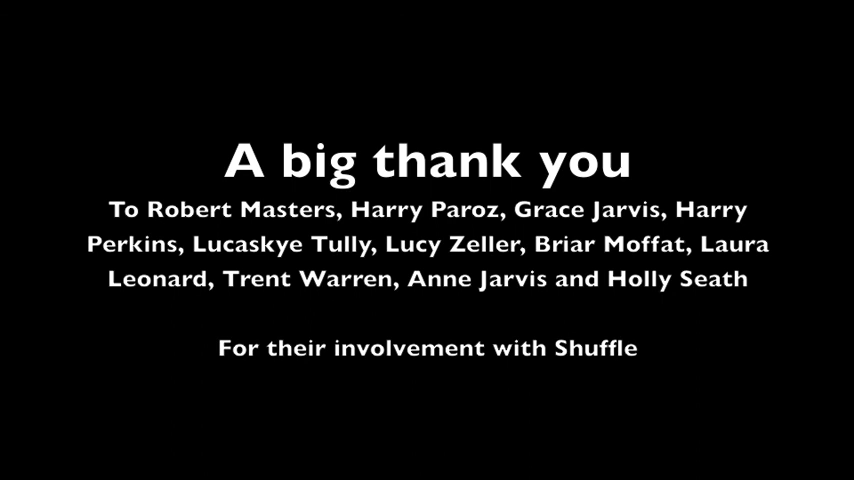 A big thank you
To Robert Masters, Harry Paroz, Grace Jarvis, Harry
Perkins, Lucaskye Tully, Lucy Zeller, Briar Moffat, Laura
Leonard, Trent Warren, Anne Jarvis and Holly Seath
For their involvement with Shuffle